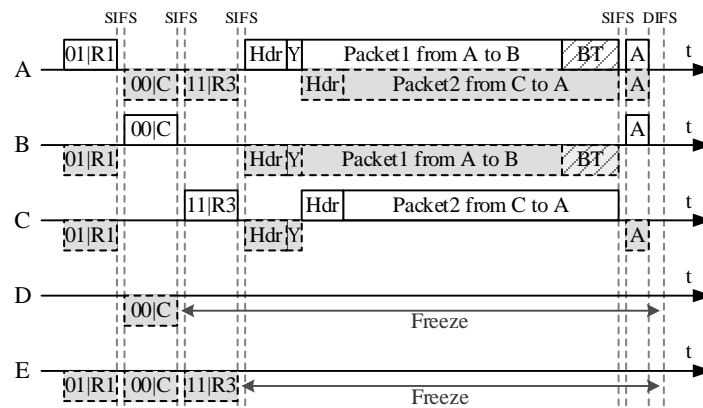 SIFS SIFS SIFS SIFS DIFS
01|R1 Hdr Y Packet1 from A to B BT A t
A
00|C 11|R3 Hdr Packet2 from C to A A
00|C A t
B
01|R1 Hdr Y Packet1 from A to B BT
11|R3 Hdr Packet2 from C to A t
C
01|R1 Hdr Y A
t
D
00|C Freeze
t
E
01|R1 00|C 11|R3 Freeze